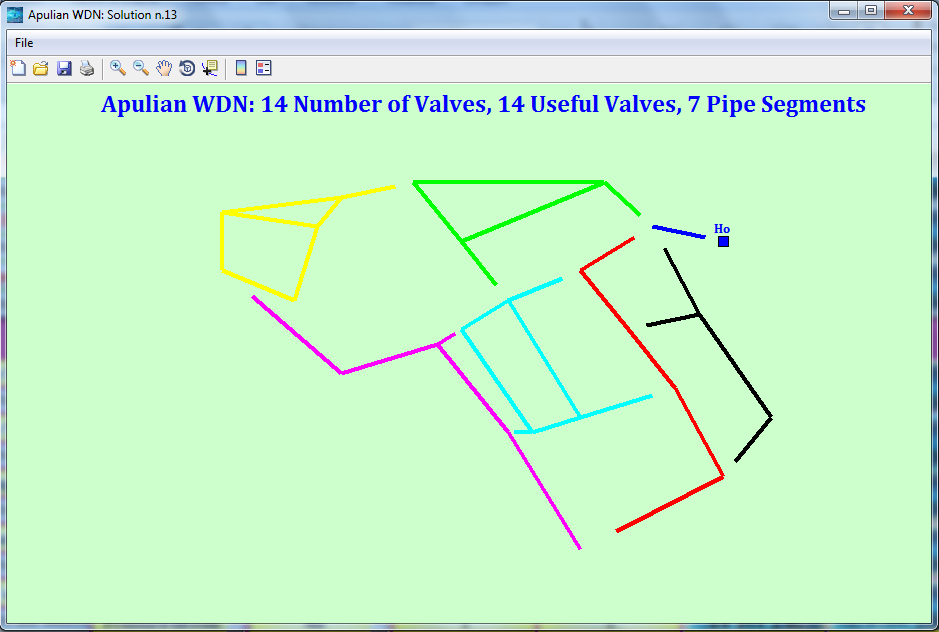 Apulian WDN: Solution n.13
File
Apulian WDN: 14 Number of Valves, 14 Useful Valves, 7 Pipe Segments
Ho